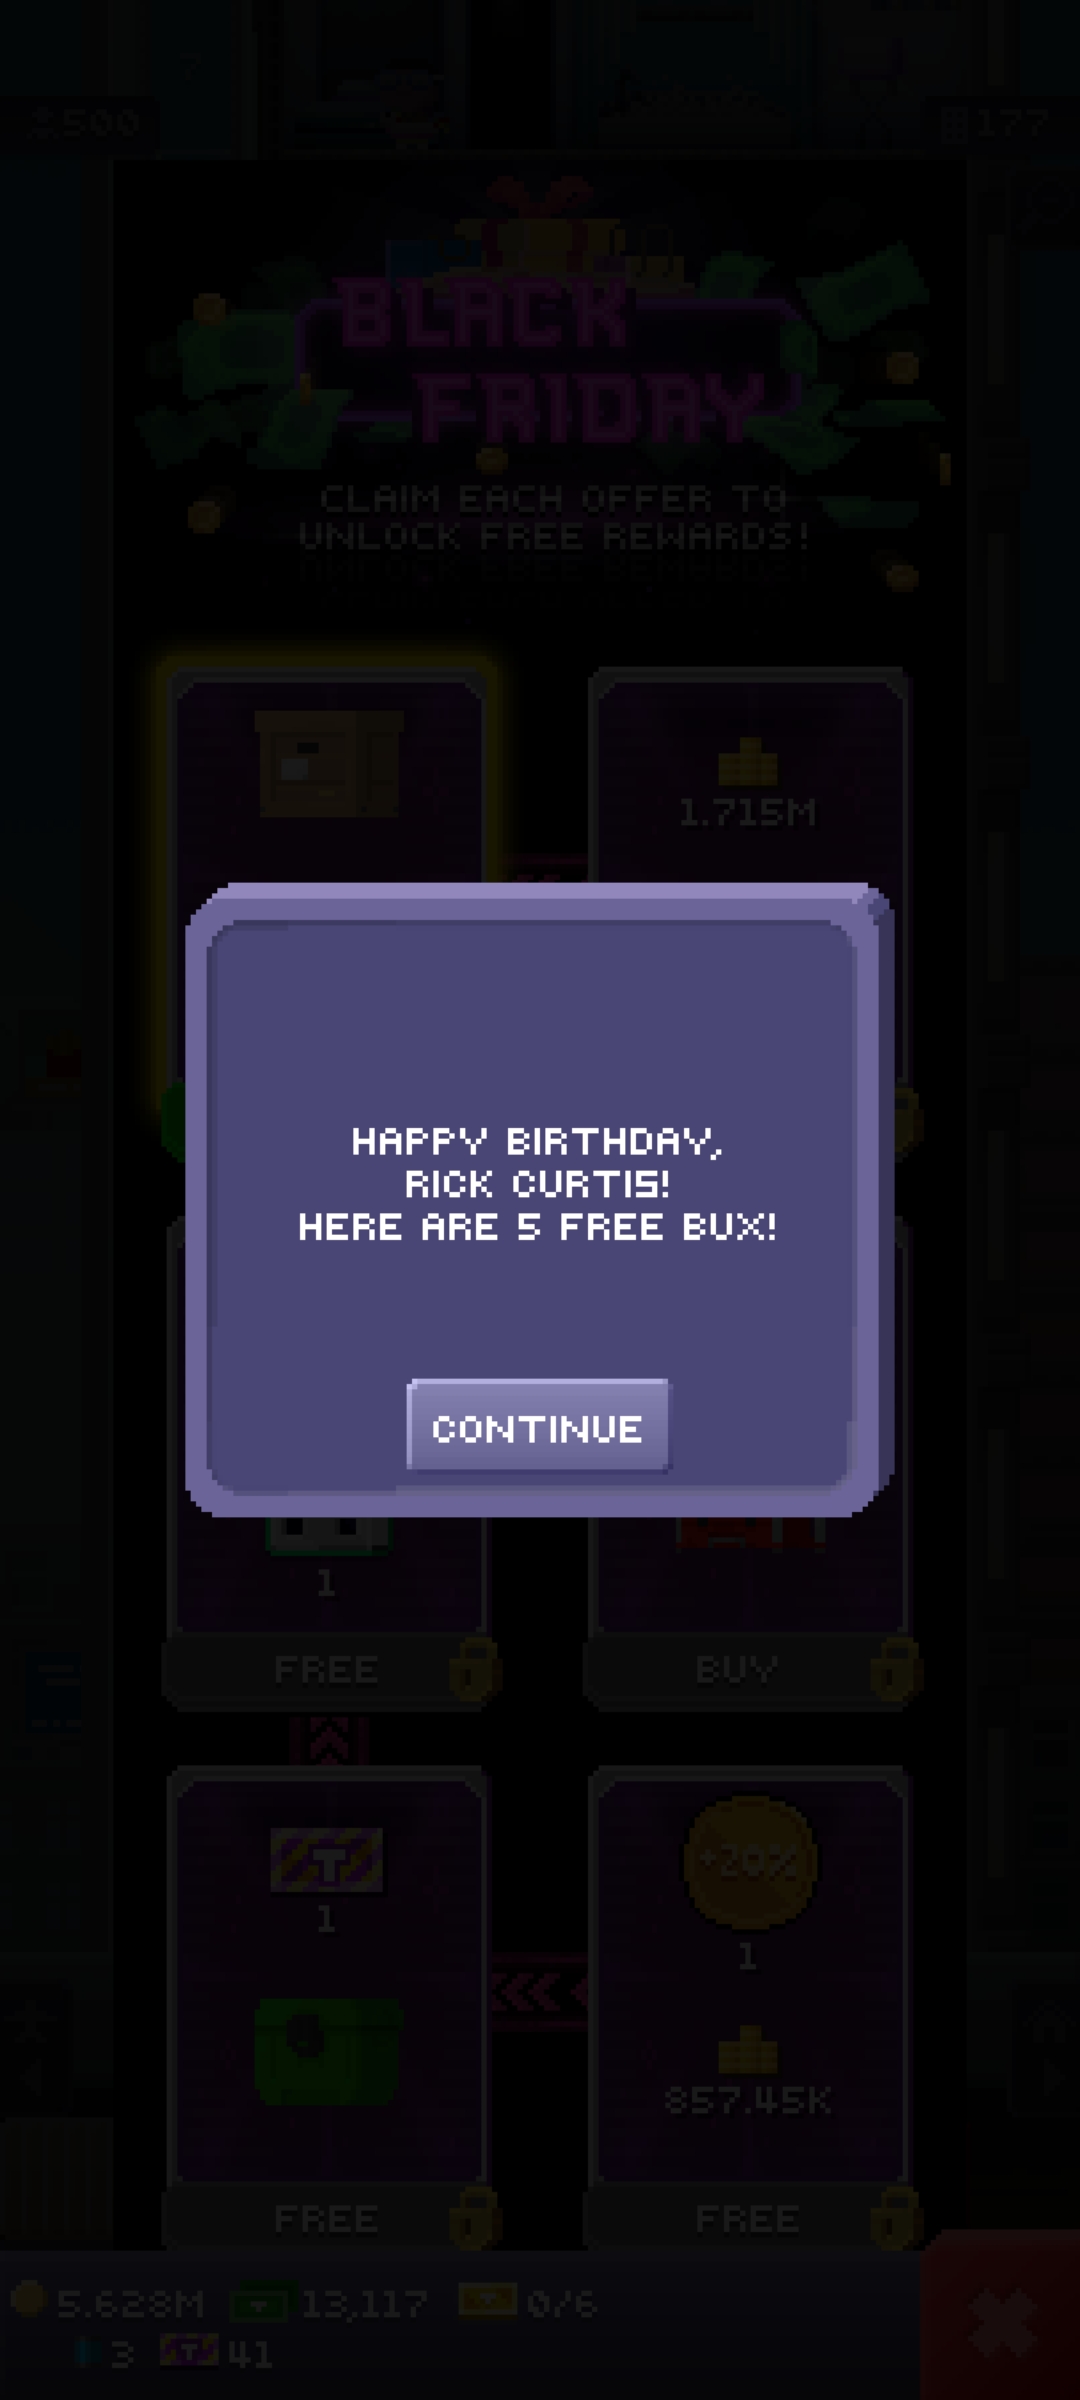 500
177
BLACK
FRIDAY
CLAIM EACH OFFER TO
UNLOCK FREE REWARDS!
1.715M
HAPPY BIRTHDAY,
RICK CURTIS!
HERE ARE 5 FREE BUX!
CONTINUE
1
FREE
BUY
T
1
+20%
1
857.45K
FREE
FREE
5.628M
13,117
0/6
3
T
41